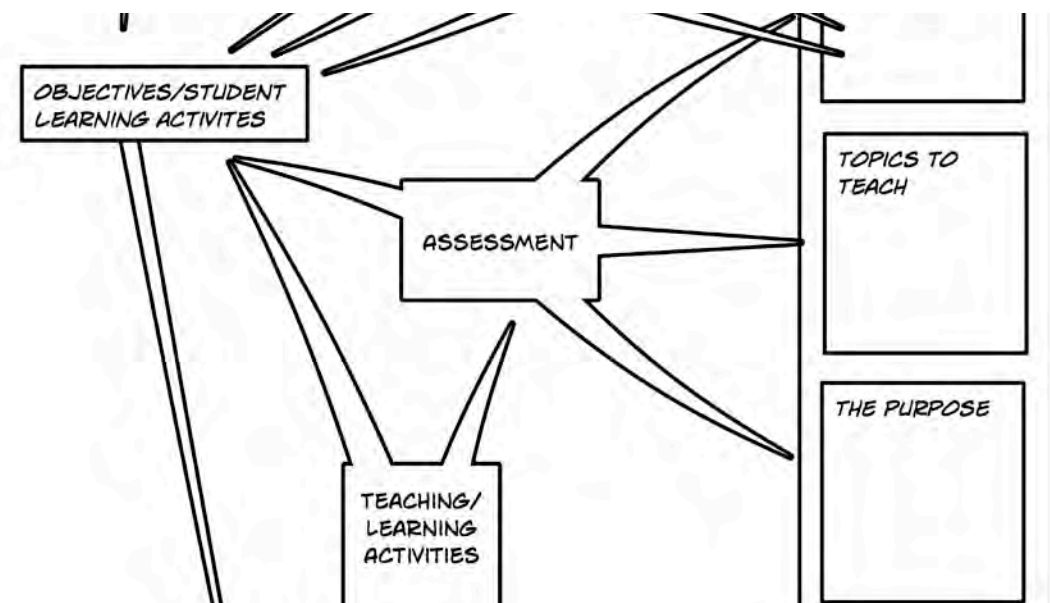 OBJECTIVES/STUDENT
LEARNING ACTIVITES
TOPICS TO
TEACH
ASSESSMENT
THE PURPOSE
TEACHING/
LEARNING
ACTIVITIES